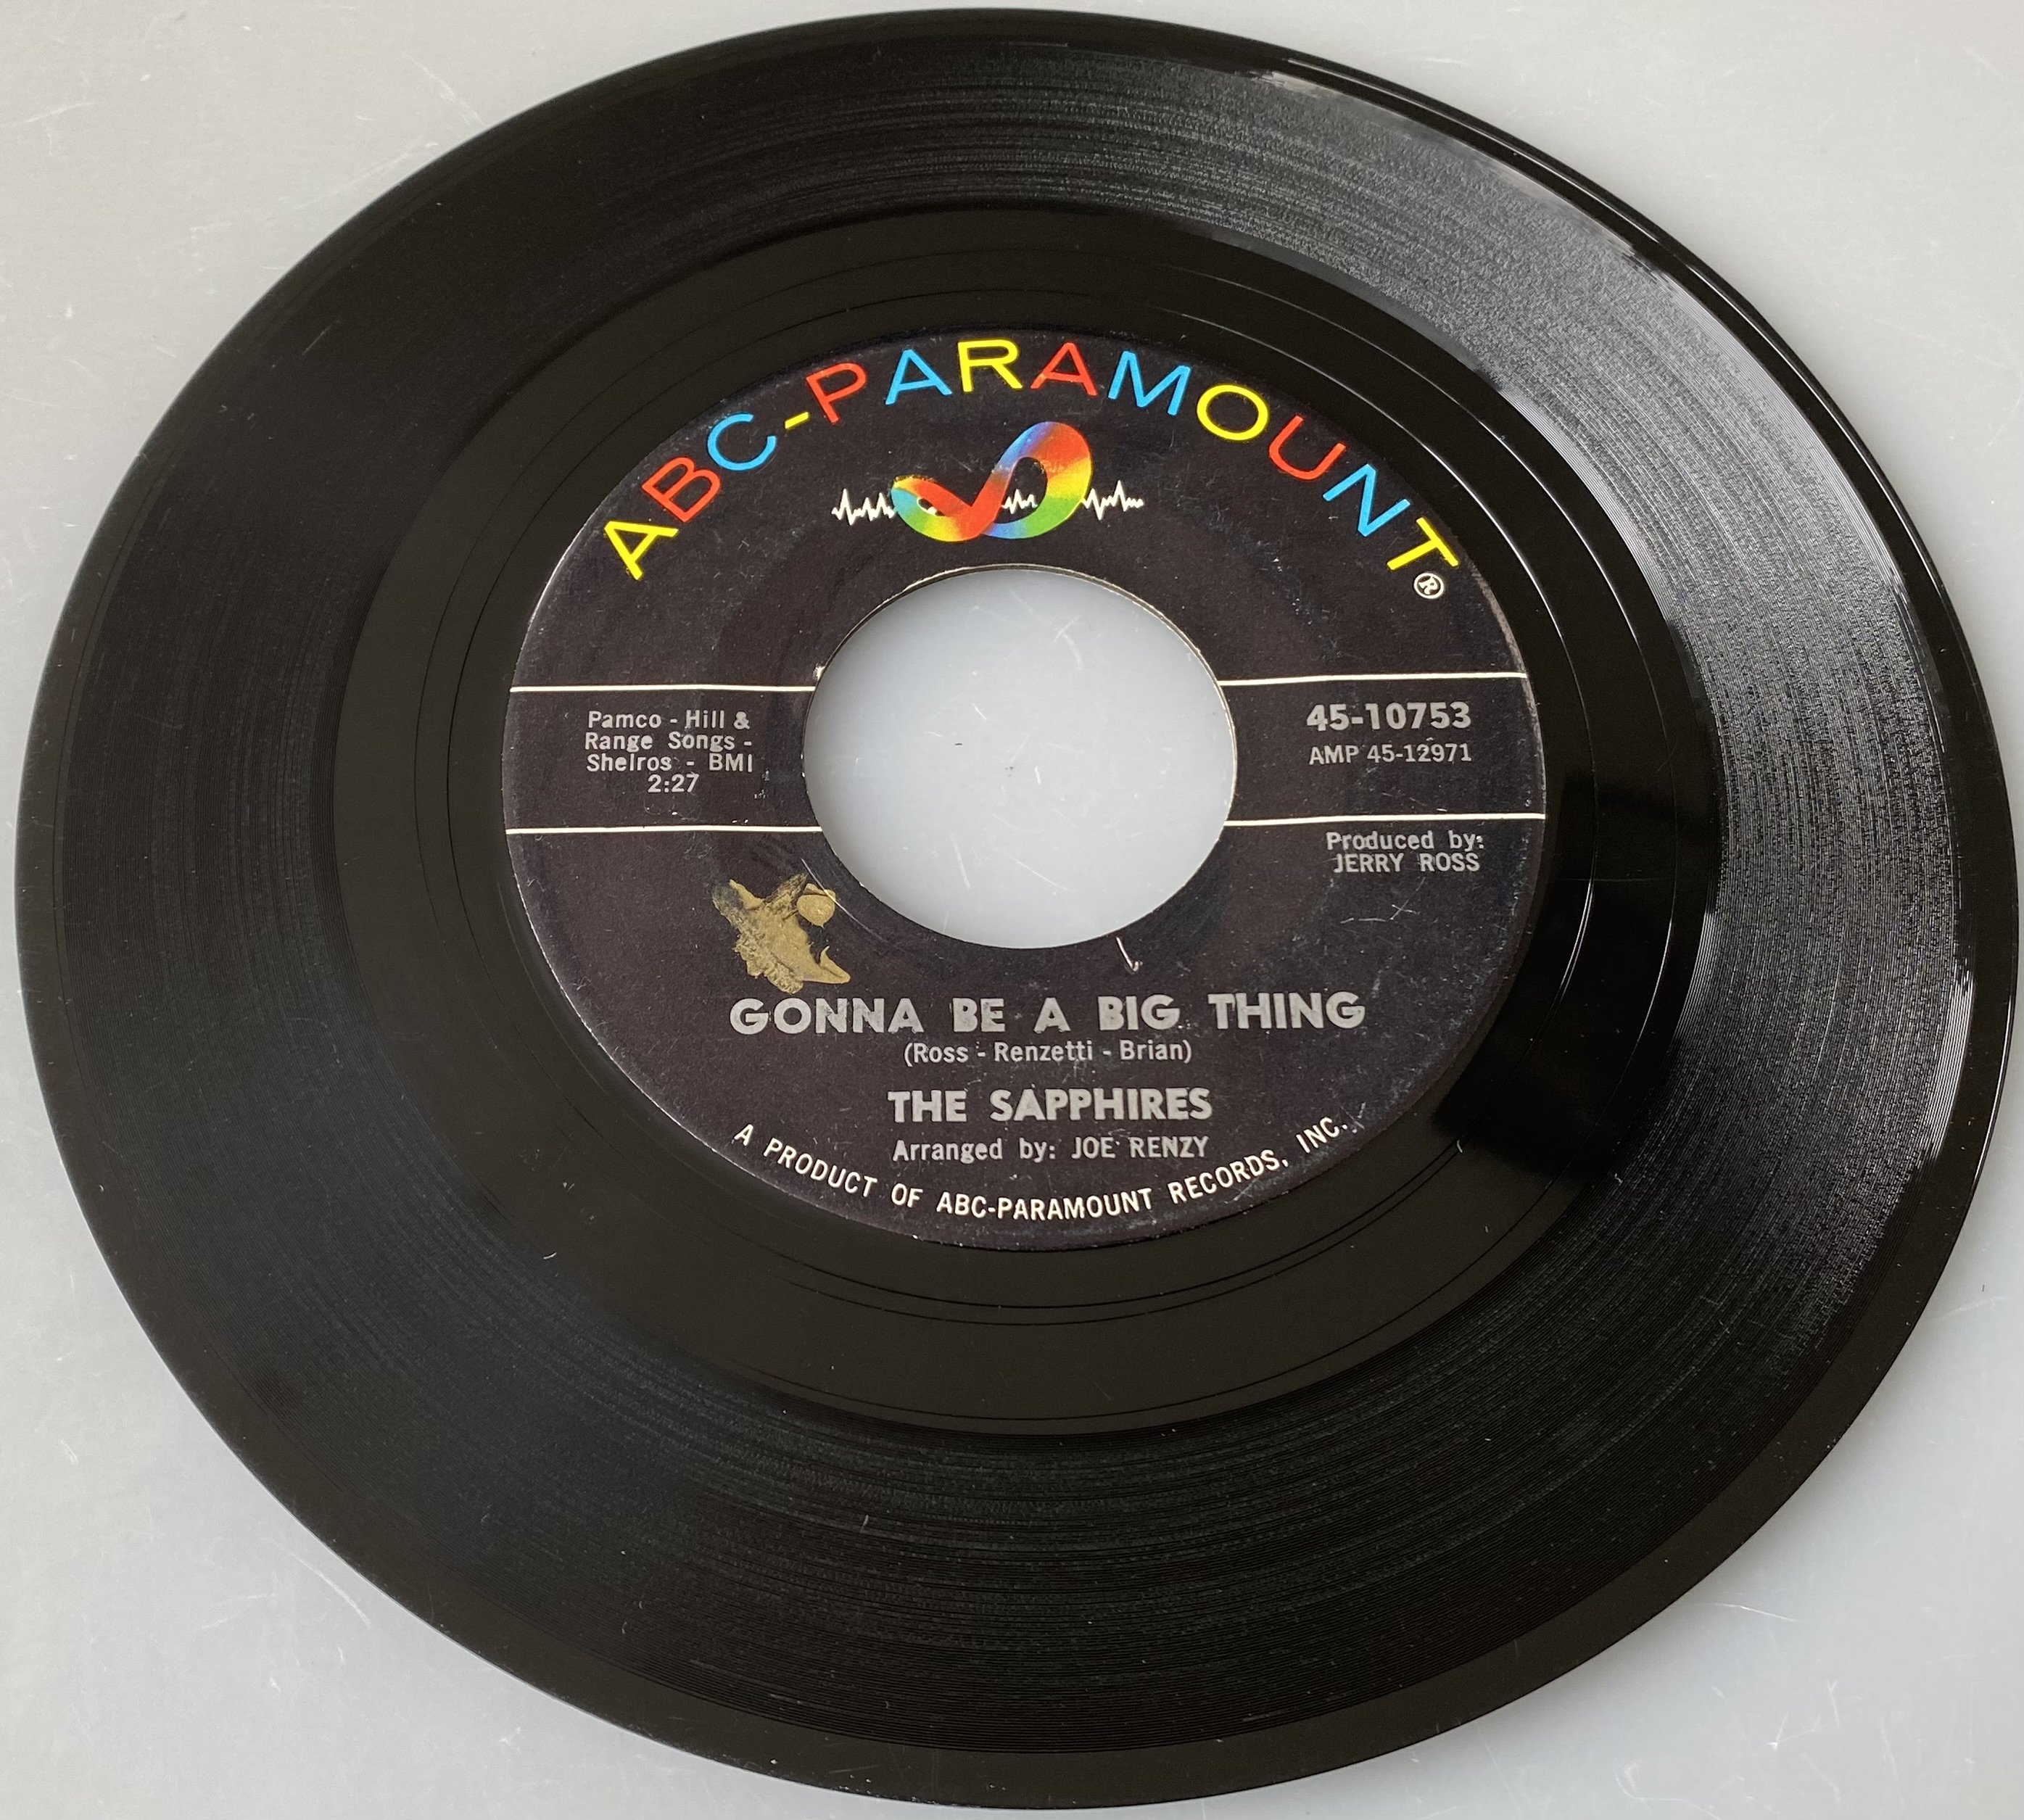 ABC-PARAMOUNT®
Pamco - Hill &
Range Songs -
Shelros - BMI
2:27
45-10753
AMP 45-12971
Produced by:
JERRY ROSS
GONNA BE A BIG THING
(Ross - Renzetti - Brian)
THE SAPPHIRES
Arranged by: JOE RENZY
A PRODUCT OF ABC-PARAMOUNT RECORDS, INC.